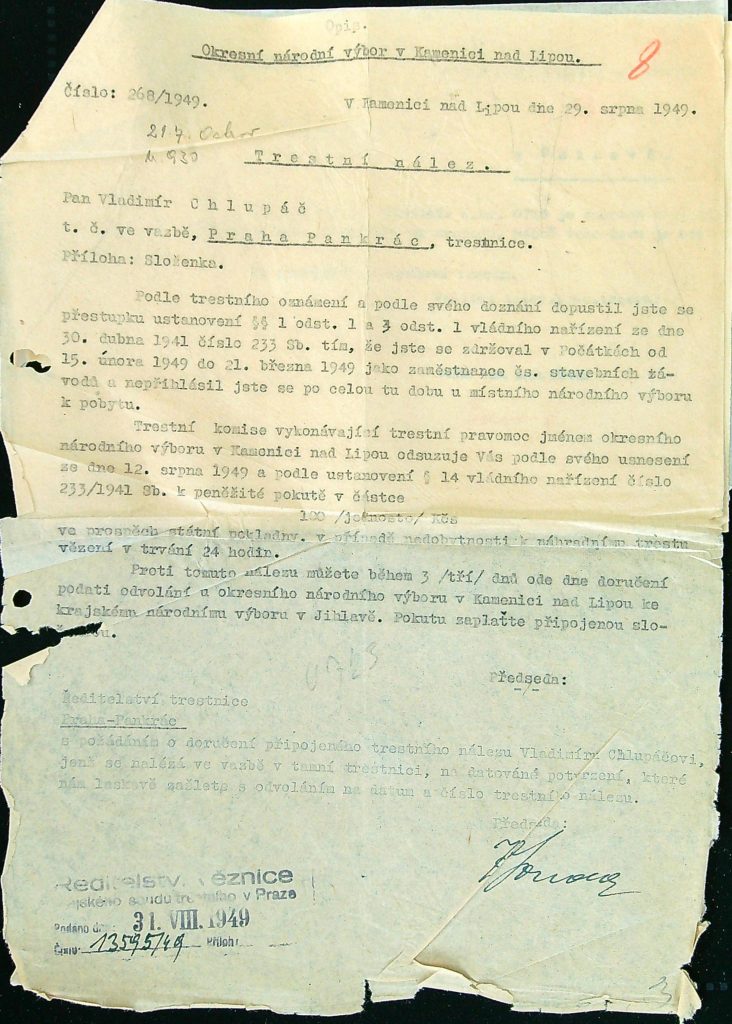 Opis.
Okresní národní výbor v Kamenici nad Lipou.
8
Číslo: 268/1949.
V Kamenici nad Lipou dne 29. srpna 1949.
930
Trestní nález.
Pan Vladimír Chlupáč
t. č. ve vazbě, Praha Pankrác, trestnice.
Příloha: Složenka.
Podle trestního oznámení a podle svého doznání dopustil jste se
přestupku ustanovení §§ 1 odst. 1 a 3 odst. 1 vládního nařízení ze dne
30. dubna 1941 číslo 233 Sb. tím, že jste se zdržoval v Počátkách od
15. února 1949 do 21. března 1949 jako zaměstnanec čs. stavebních zá-
vodů a nepřihlásil jste se po celou tu dobu u místního národního výboru
k pobytu.
Trestní komise vykonávající trestní pravomoc jménem okresního
národního výboru v Kamenici nad Lipou odsuzuje Vás podle svého usnesení
ze dne 12. srpna 1949 a podle ustanovení § 14 vládního nařízení číslo
233/1941 Sb. k peněžité pokutě v částce
100 /jednosto/ Kčs
ve prospěch státní pokladny, v případě nedobytnosti k náhradnímu trestu
vězení v trvání 24 hodin.
Proti tomuto nálezu můžete během 3 /tří/ dnů ode dne doručení
podati odvolání u okresního národního výboru v Kamenici nad Lipou ke
krajskému národnímu výboru v Jihlavě. Pokutu zaplaťte připojenou slo-
Předseda:
Ředitelství trestnice
Praha-Pankrác
s požádáním o doručení připojeného trestního nálezu Vladimíru Chlupáčovi,
jenž se nalézá ve vazbě v tamní trestnici, na datované potvrzení, které
nám laskavě zašlete s odvoláním na datum a číslo trestního nálezu.
Předseda:
Ředitelství věznice
krajského soudu trestního v Praze
Podáno dne 31. VIII. 1949
Číslo: 13595/49 Příloh